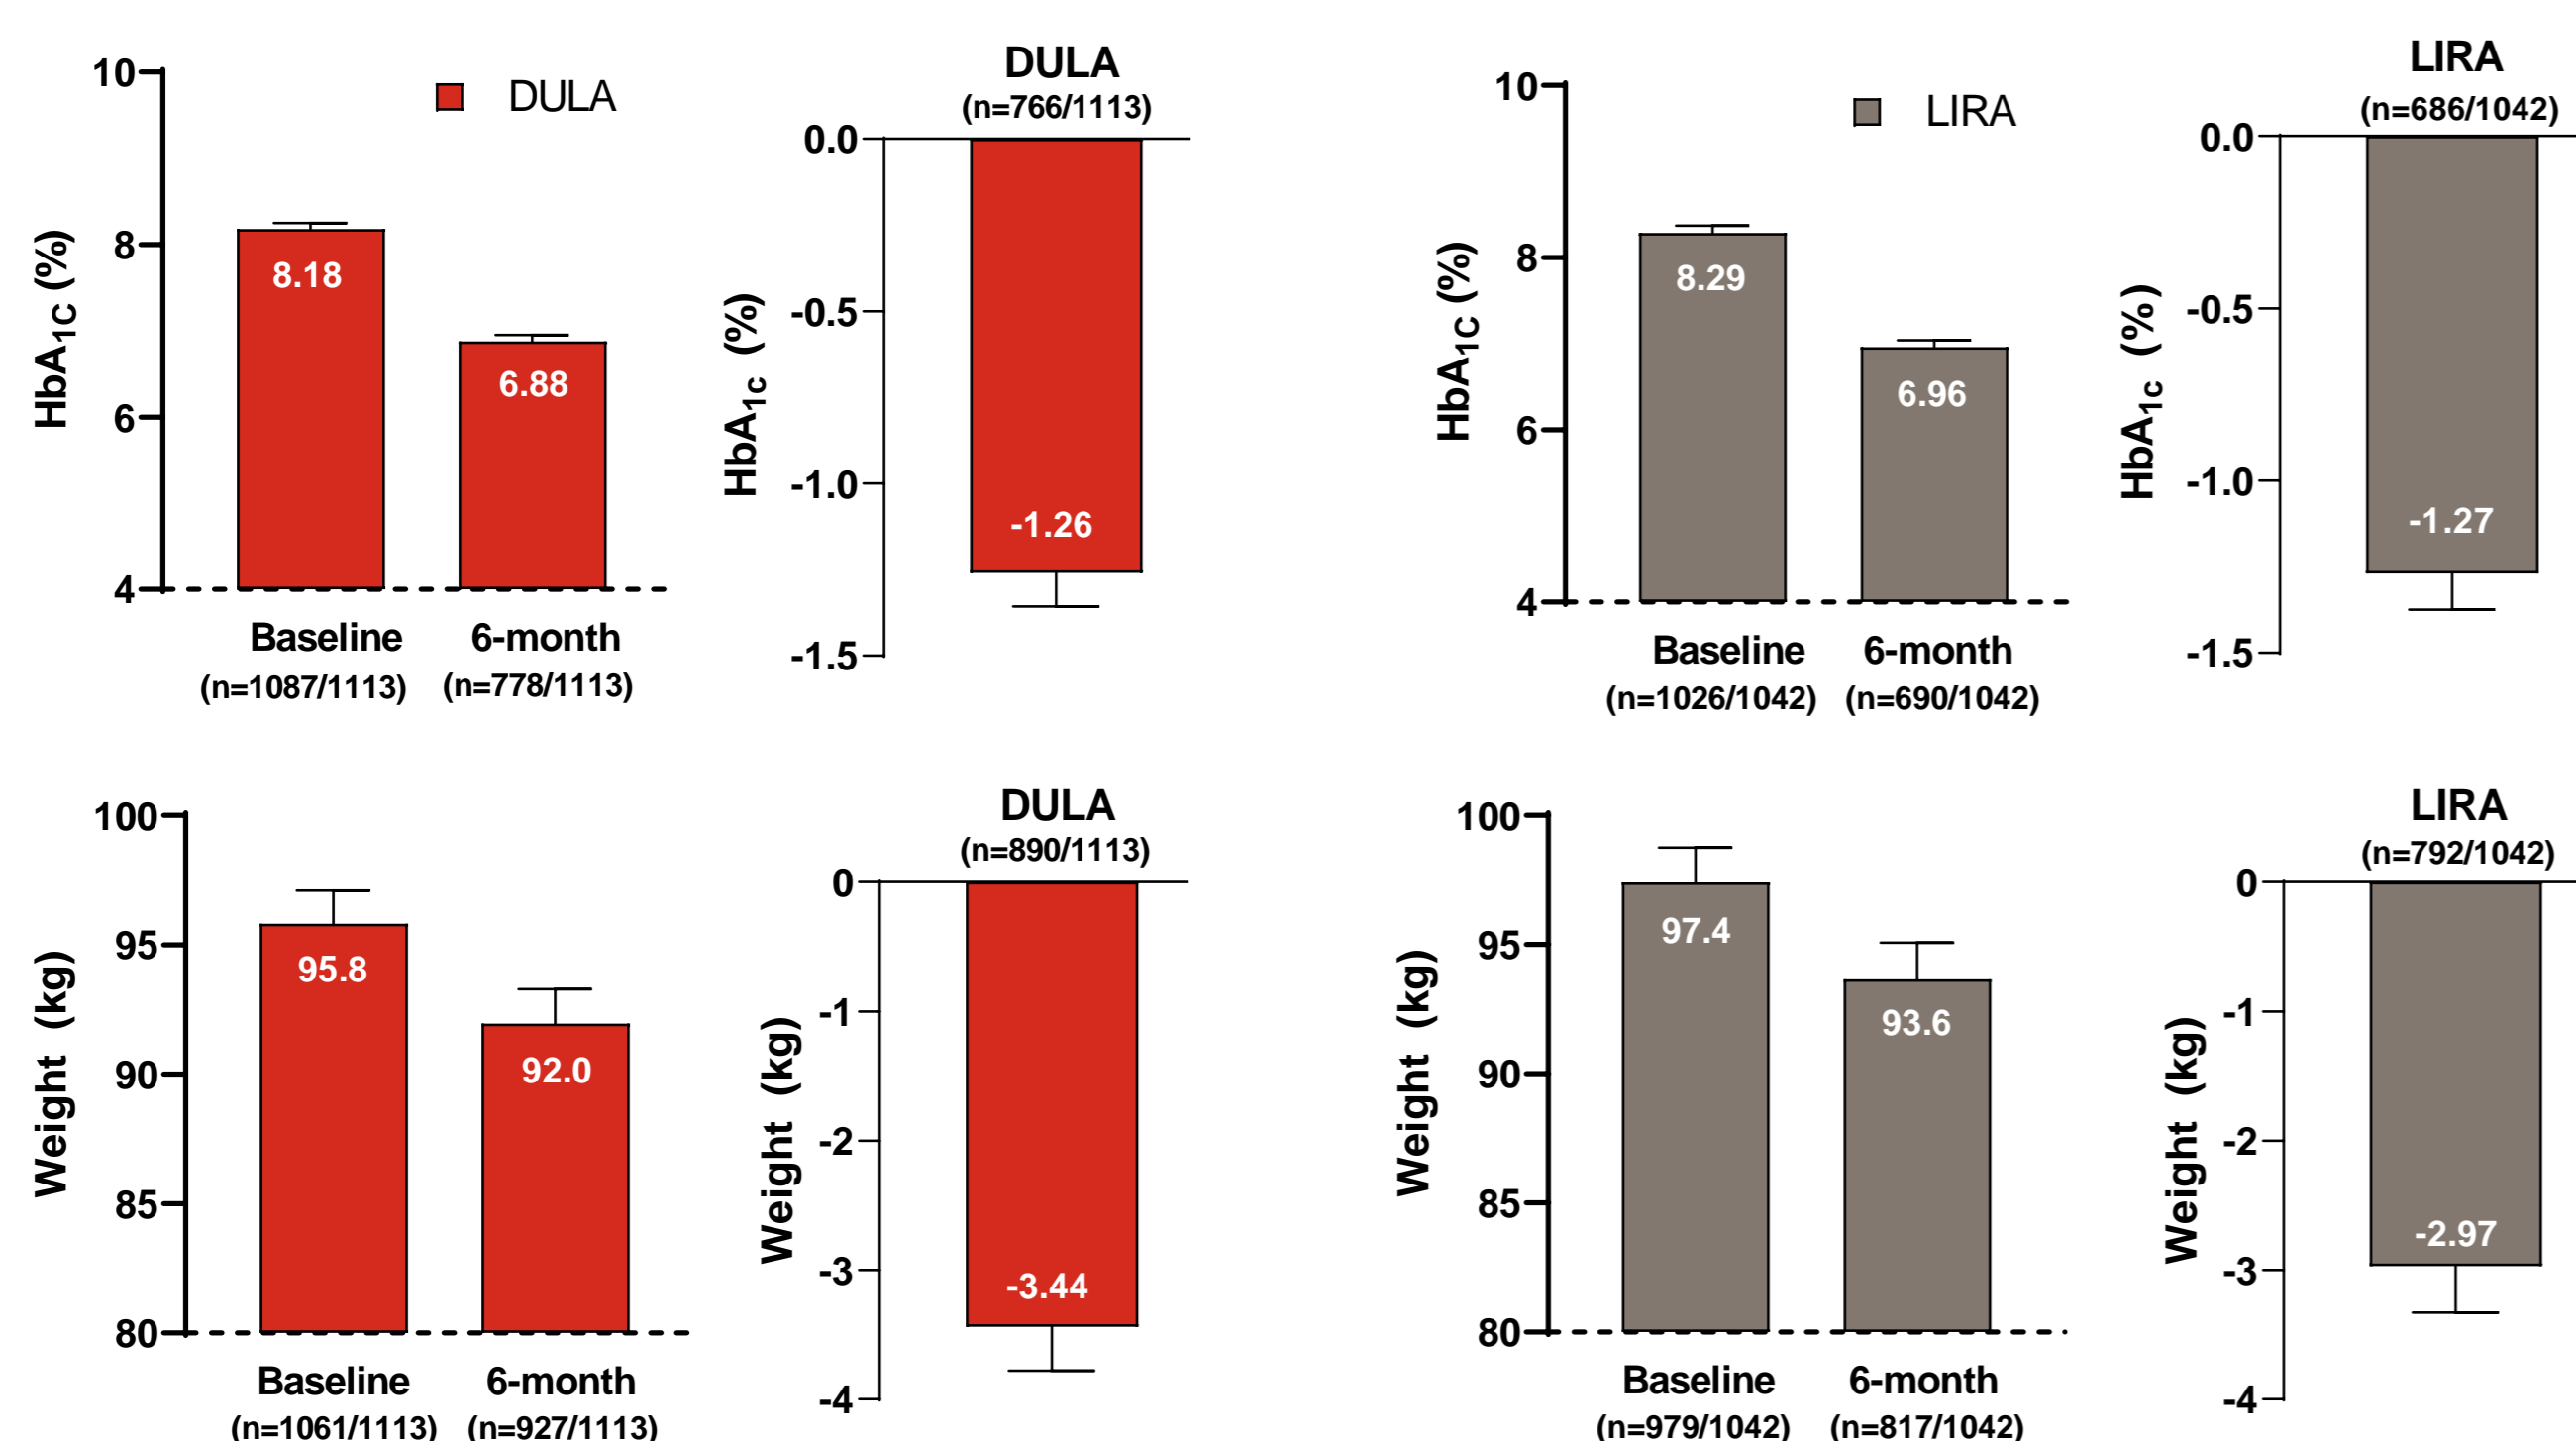 DULA
HbA1C (%)
10
8
6
4
8.18
6.88
Baseline
6-month
(n=1087/1113)
(n=778/1113)
DULA
(n=766/1113)
HbA1c (%)
0.0
-0.5
-1.0
-1.5
-1.26
LIRA
HbA1C (%)
10
8
6
4
8.29
6.96
Baseline
6-month
(n=1026/1042)
(n=690/1042)
LIRA
(n=686/1042)
HbA1c (%)
0.0
-0.5
-1.0
-1.5
-1.27
Weight (kg)
100
95
90
85
80
95.8
92.0
Baseline
6-month
(n=1061/1113)
(n=927/1113)
DULA
(n=890/1113)
Weight (kg)
0
-1
-2
-3
-4
-3.44
Weight (kg)
100
95
90
85
80
97.4
93.6
Baseline
6-month
(n=979/1042)
(n=817/1042)
LIRA
(n=792/1042)
Weight (kg)
0
-1
-2
-3
-4
-2.97